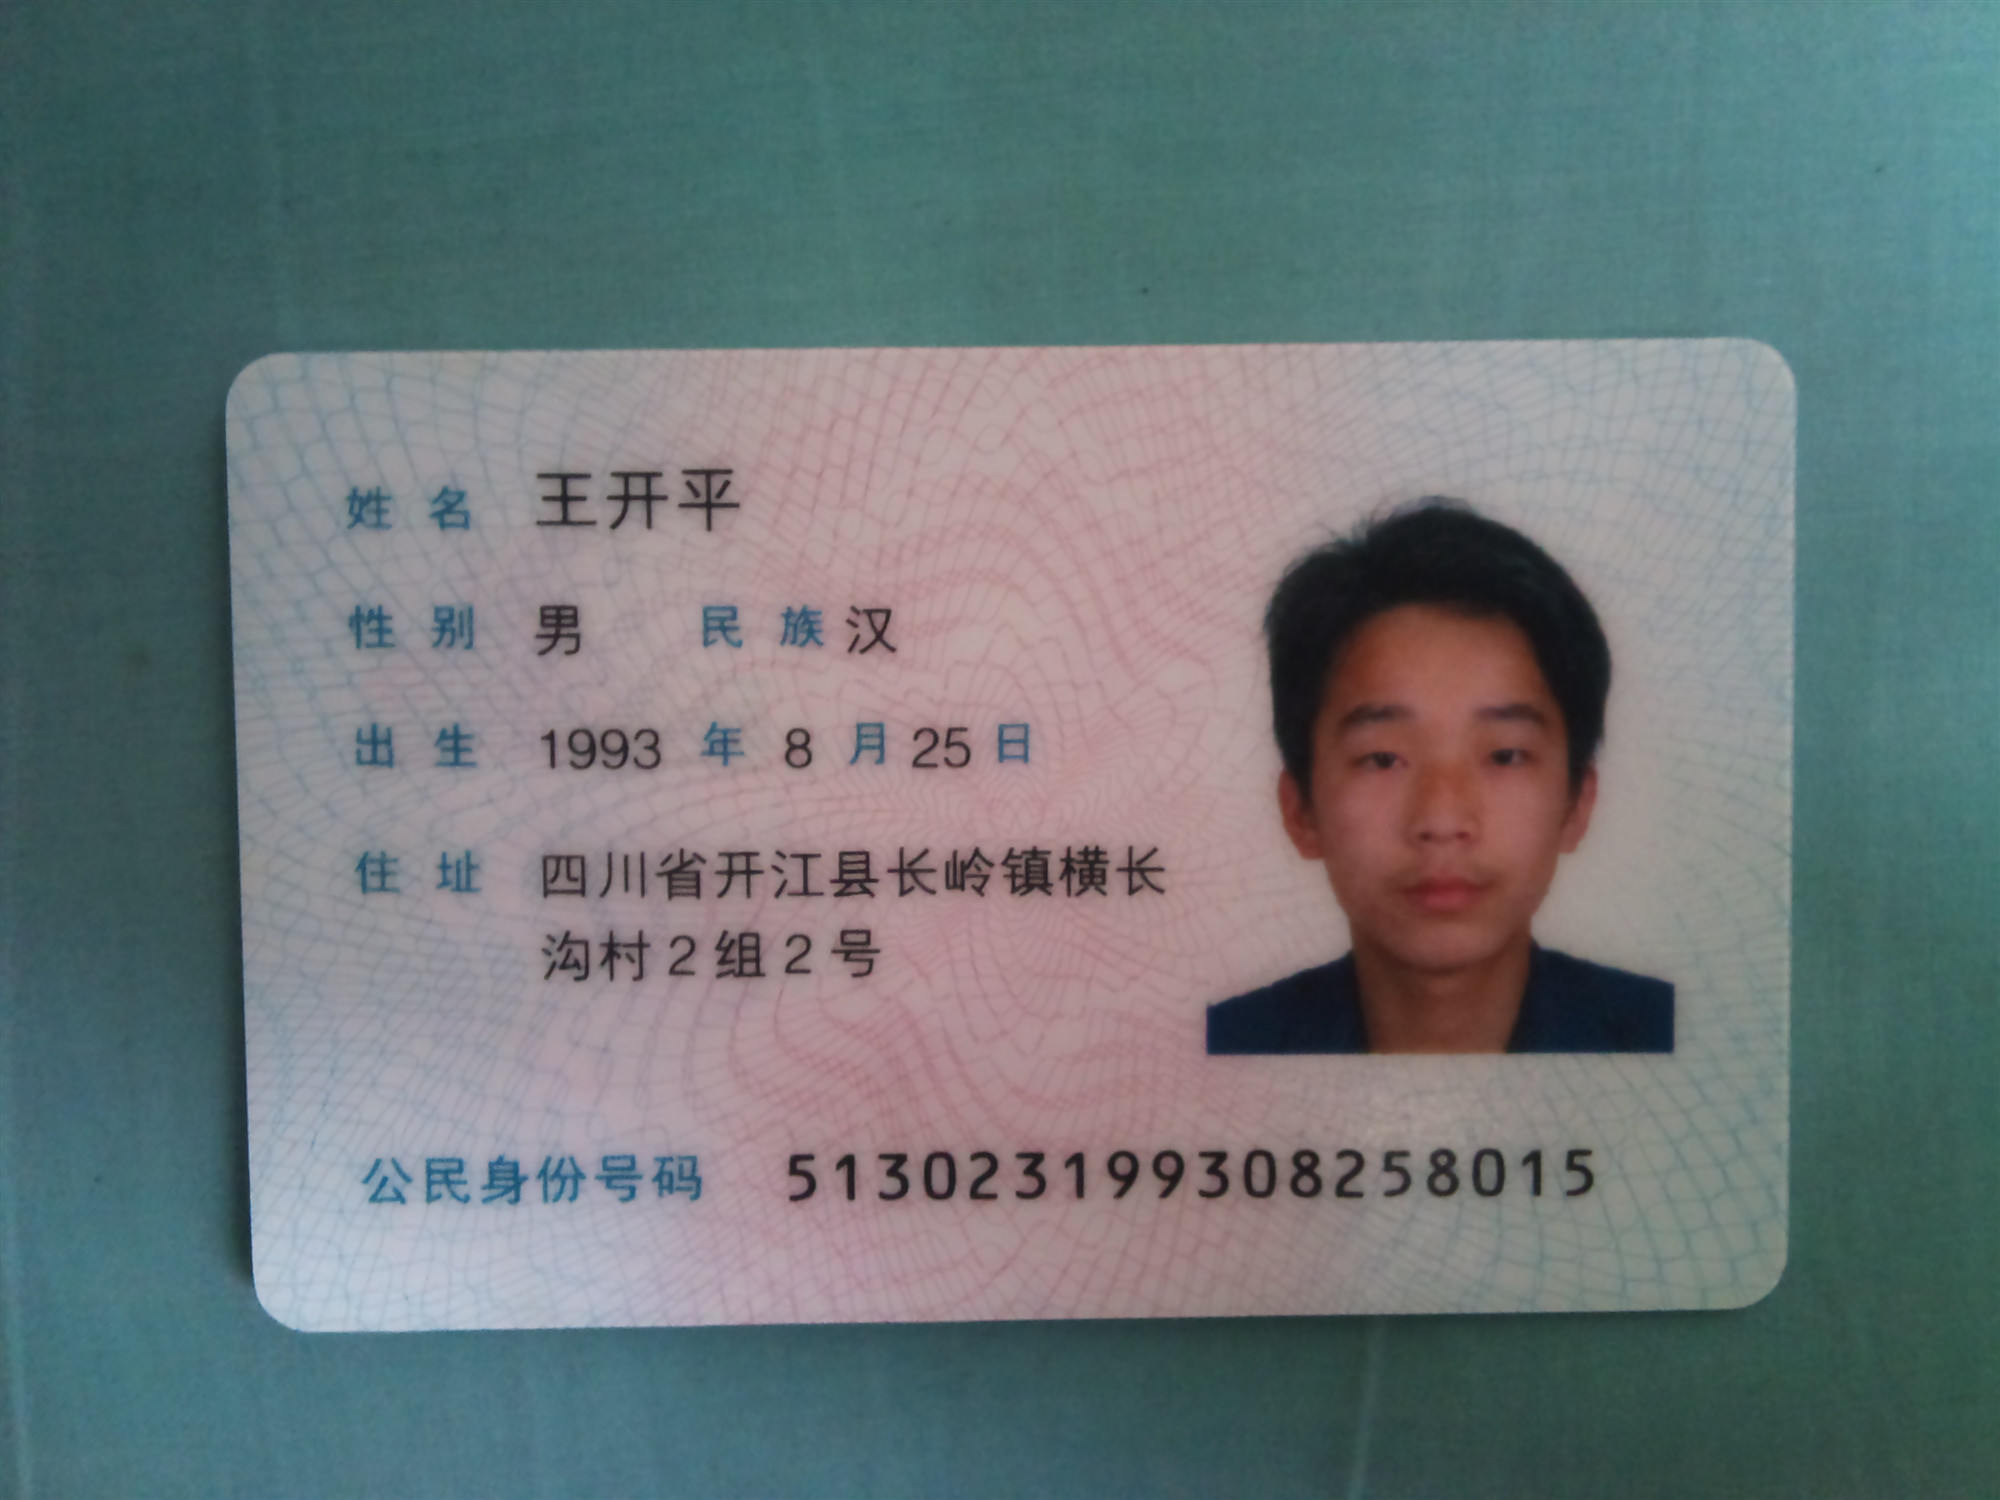 姓名 王开平
性别 男 民族 汉
出生 1993 年 8 月 25 日
住址 四川省开江县长岭镇横长
沟村2组2号
公民身份号码 513023199308258015